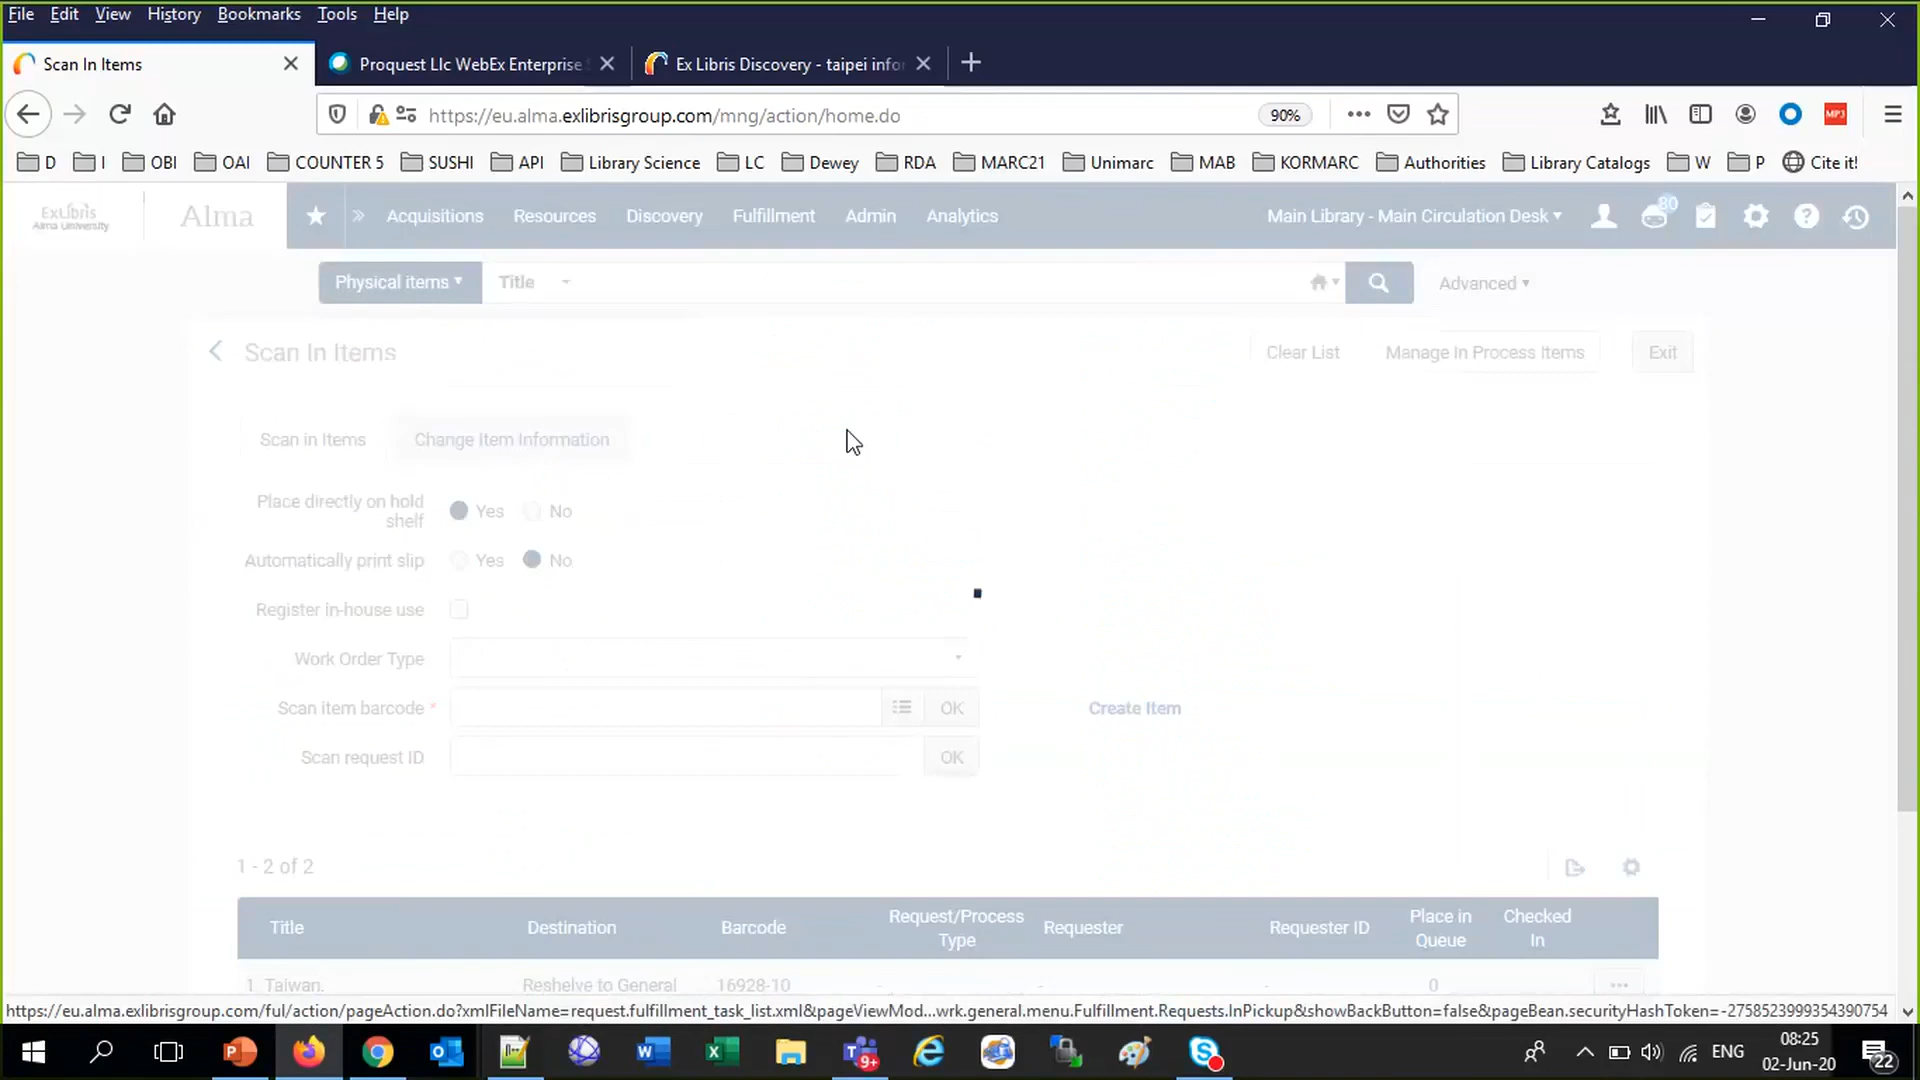 File Edit View History Bookmarks Tools Help
Scan In Items
Proquest Llc WebEx Enterprise
Ex Libris Discovery - taipei infor
https://eu.alma.exlibrisgroup.com/mng/action/home.do
90%
MP3
D I OBI OAI COUNTER 5 SUSHI API Library Science LC Dewey RDA MARC21 Unimarc MAB KORMARC Authorities Library Catalogs W P Cite it!
ExLibris
Alma University
Alma
Acquisitions Resources Discovery Fulfillment Admin Analytics
Main Library - Main Circulation Desk
80
Physical items Title Advanced
Scan In Items
Clear List Manage In Process Items Exit
Scan in Items Change Item Information
Place directly on hold
shelf
Yes No
Automatically print slip Yes No
Register in-house use
Work Order Type
Scan item barcode * OK Create Item
Scan request ID OK
1 - 2 of 2
Title Destination Barcode Request/Process Type Requester Requester ID Place in Queue Checked In
1 Taiwan. Reshelve to General 16928-10 - - - 0 ...
https://eu.alma.exlibrisgroup.com/ful/action/pageAction.do?xmlFileName=request.fulfillment_task_list.xml&pageViewMod...wrk.general.menu.Fulfillment.Requests.InPickup&showBackButton=false&pageBean.securityHashToken=-2758523999354390754
9+
ENG
08:25
02-Jun-20
22